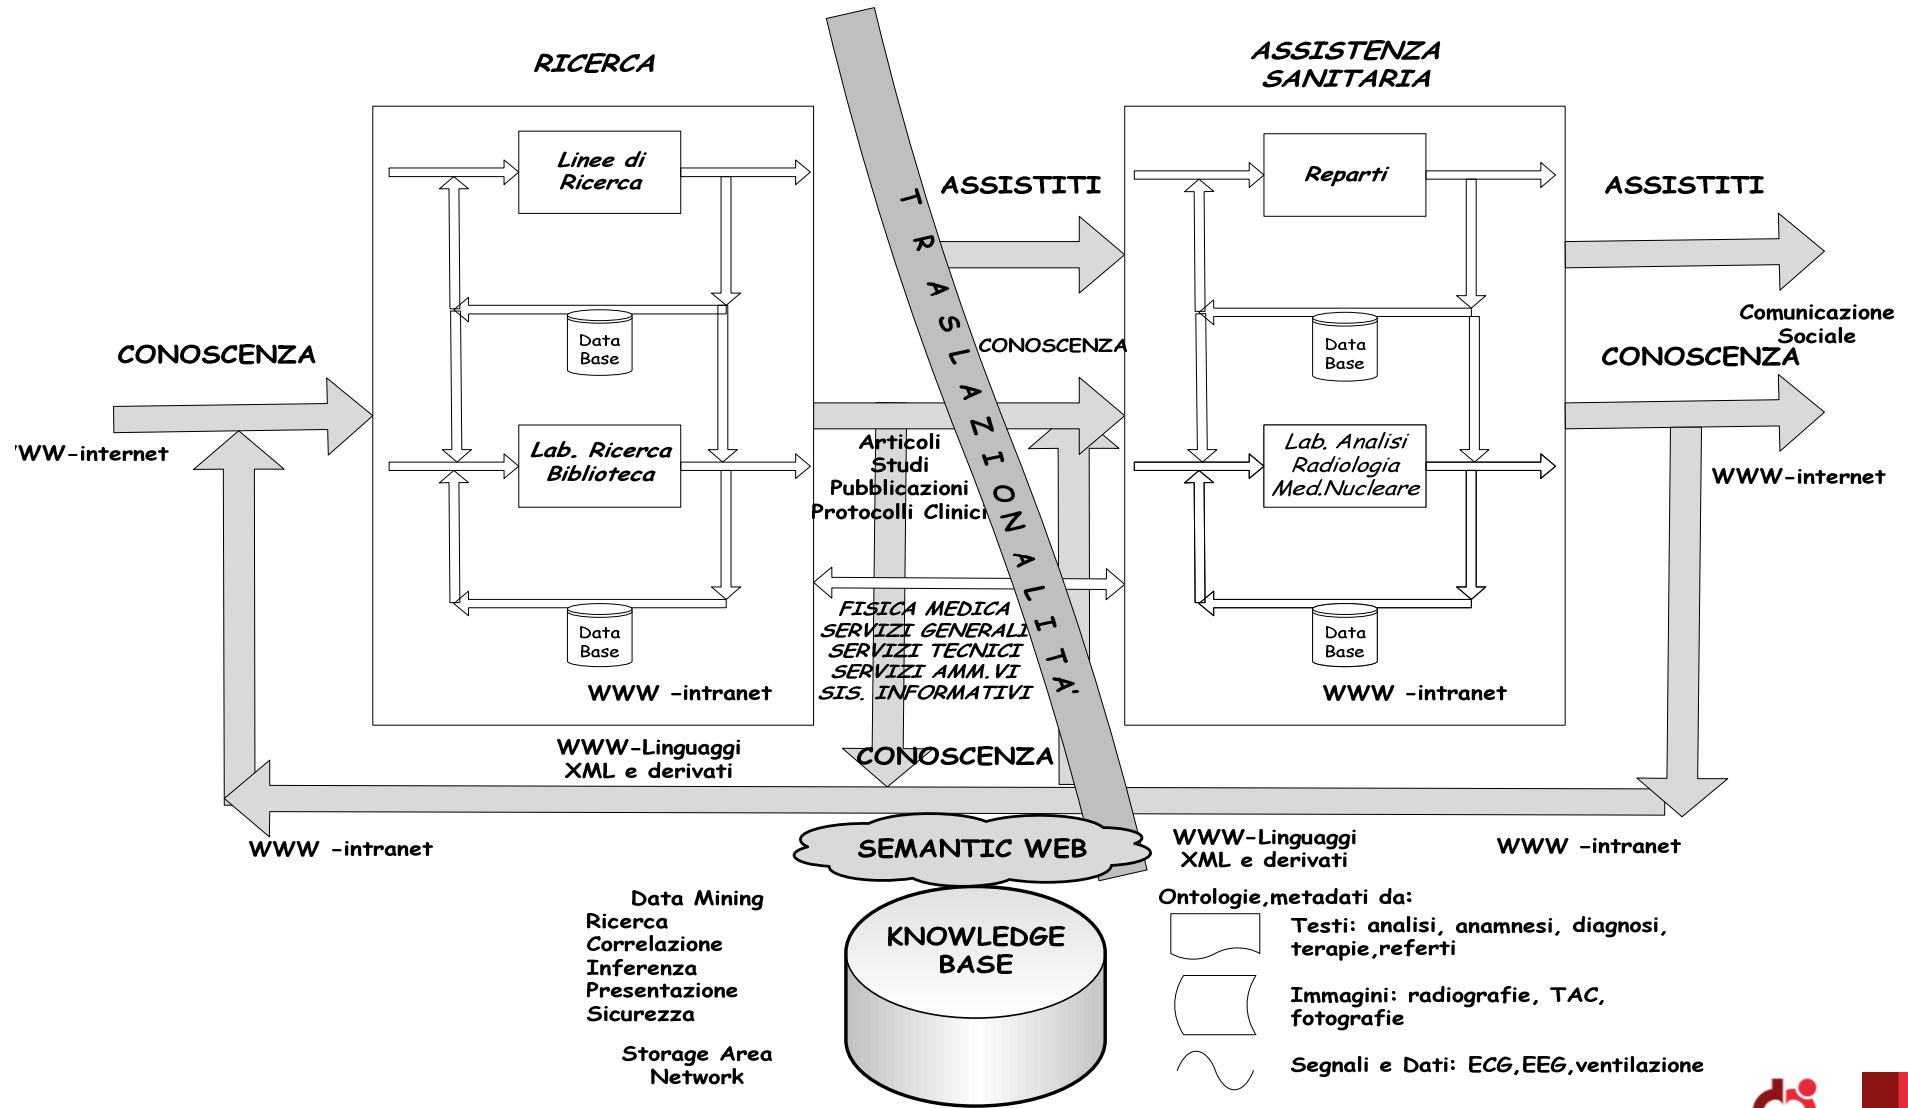 RICERCA
ASSISTENZA
SANITARIA
Linee di
Ricerca
Data
Base
Lab. Ricerca
Biblioteca
Data
Base
WWW -intranet
CONOSCENZA
WW-internet
TRASLAZIONALITA'
ASSISTITI
CONOSCENZA
Articoli
Studi
Pubblicazioni
Protocolli Clinici
FISICA MEDICA
SERVIZI GENERALI
SERVIZI TECNICI
SERVIZI AMM.VI
SIS. INFORMATIVI
CONOSCENZA
Reparti
Data
Base
Lab. Analisi
Radiologia
Med.Nucleare
Data
Base
WWW -intranet
ASSISTITI
Comunicazione
Sociale
CONOSCENZA
WWW-internet
WWW-Linguaggi
XML e derivati
WWW -intranet
SEMANTIC WEB
WWW-Linguaggi
XML e derivati
WWW -intranet
Data Mining
Ricerca
Correlazione
Inferenza
Presentazione
Sicurezza
Storage Area
Network
KNOWLEDGE
BASE
Ontologie,metadati da:
Testi: analisi, anamnesi, diagnosi,
terapie,referti
Immagini: radiografie, TAC,
fotografie
Segnali e Dati: ECG,EEG,ventilazione